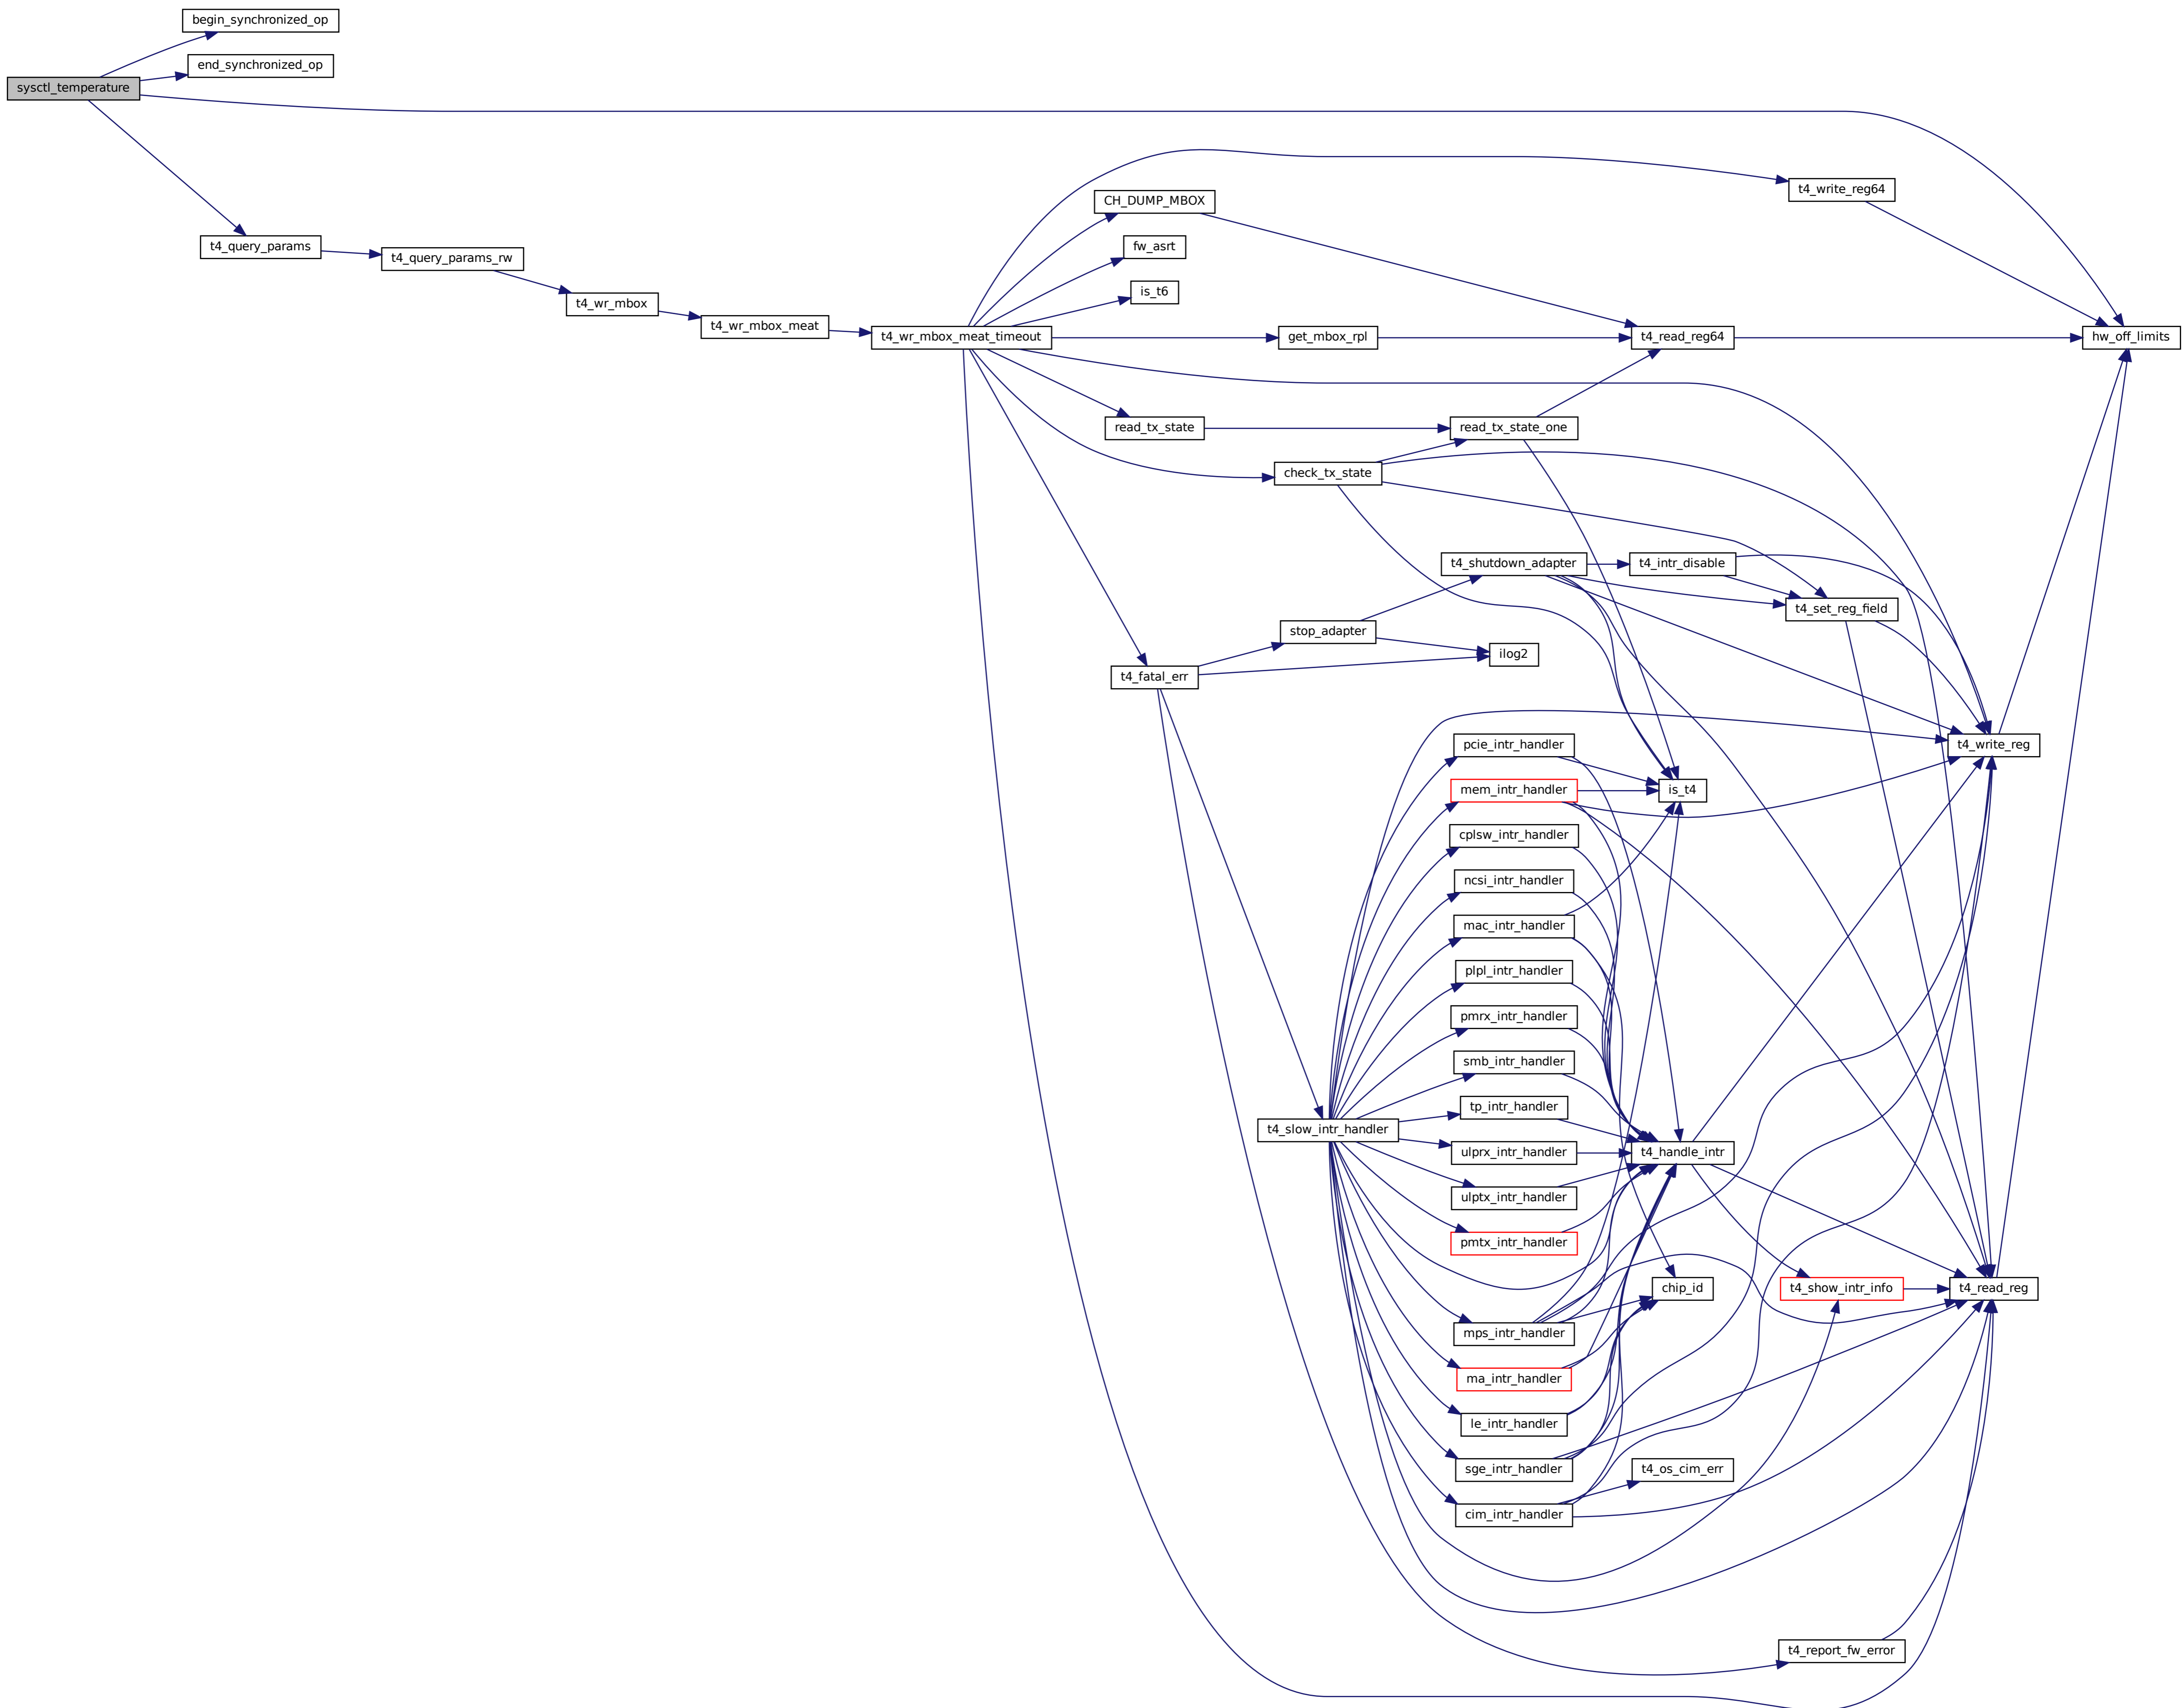 begin_synchronized_op
end_synchronized_op
sysctl_temperature
t4_query_params
t4_query_params_rw
t4_wr_mbox
t4_wr_mbox_meat
t4_wr_mbox_meat_timeout
CH_DUMP_MBOX
fw_asrt
is_t6
get_mbox_rpl
read_tx_state
check_tx_state
read_tx_state_one
t4_write_reg64
t4_read_reg64
hw_off_limits
t4_shutdown_adapter
t4_intr_disable
t4_set_reg_field
stop_adapter
ilog2
t4_fatal_err
t4_write_reg
pcie_intr_handler
mem_intr_handler
is_t4
cplsw_intr_handler
ncsi_intr_handler
mac_intr_handler
plpl_intr_handler
pmrx_intr_handler
smb_intr_handler
tp_intr_handler
t4_slow_intr_handler
ulprx_intr_handler
t4_handle_intr
ulptx_intr_handler
pmtx_intr_handler
chip_id
t4_show_intr_info
t4_read_reg
mps_intr_handler
ma_intr_handler
le_intr_handler
sge_intr_handler
t4_os_cim_err
cim_intr_handler
t4_report_fw_error